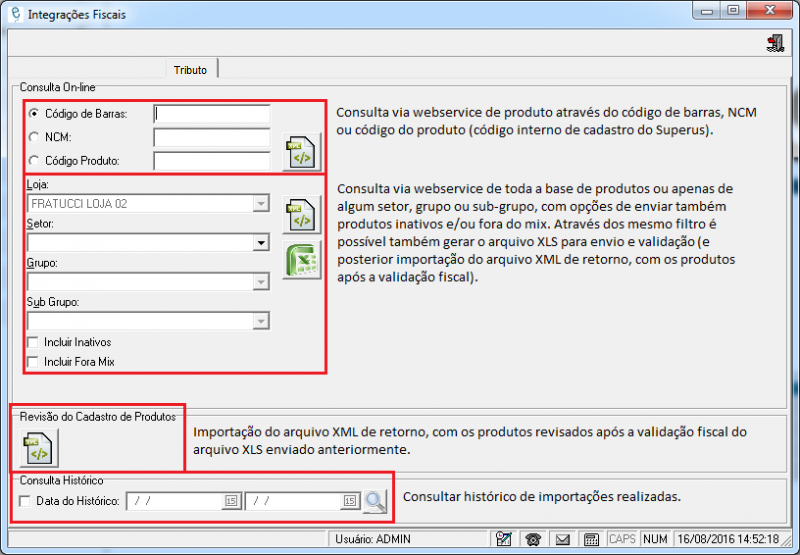 Integrações Fiscais
Tributo
Consulta On-line
Código de Barras:
NCM:
Código Produto:
Consulta via webservice de produto através do código de barras, NCM
ou código do produto (código interno de cadastro do Superus).
Loja:
FRATUCCI LOJA 02
Setor:
Grupo:
Sub Grupo:
Incluir Inativos
Incluir Fora Mix
Consulta via webservice de toda a base de produtos ou apenas de
algum setor, grupo ou sub-grupo, com opções de enviar também
produtos inativos e/ou fora do mix. Através dos mesmo filtro é
possível também gerar o arquivo XLS para envio e validação (e
posterior importação do arquivo XML de retorno, com os produtos
após a validação fiscal).
Revisão do Cadastro de Produtos
Importação do arquivo XML de retorno, com os produtos revisados após a validação fiscal do
arquivo XLS enviado anteriormente.
Consulta Histórico
Data do Histórico: / / 15 / / 15
Consultar histórico de importações realizadas.
Usuário: ADMIN CAPS NUM 16/08/2016 14:52:18